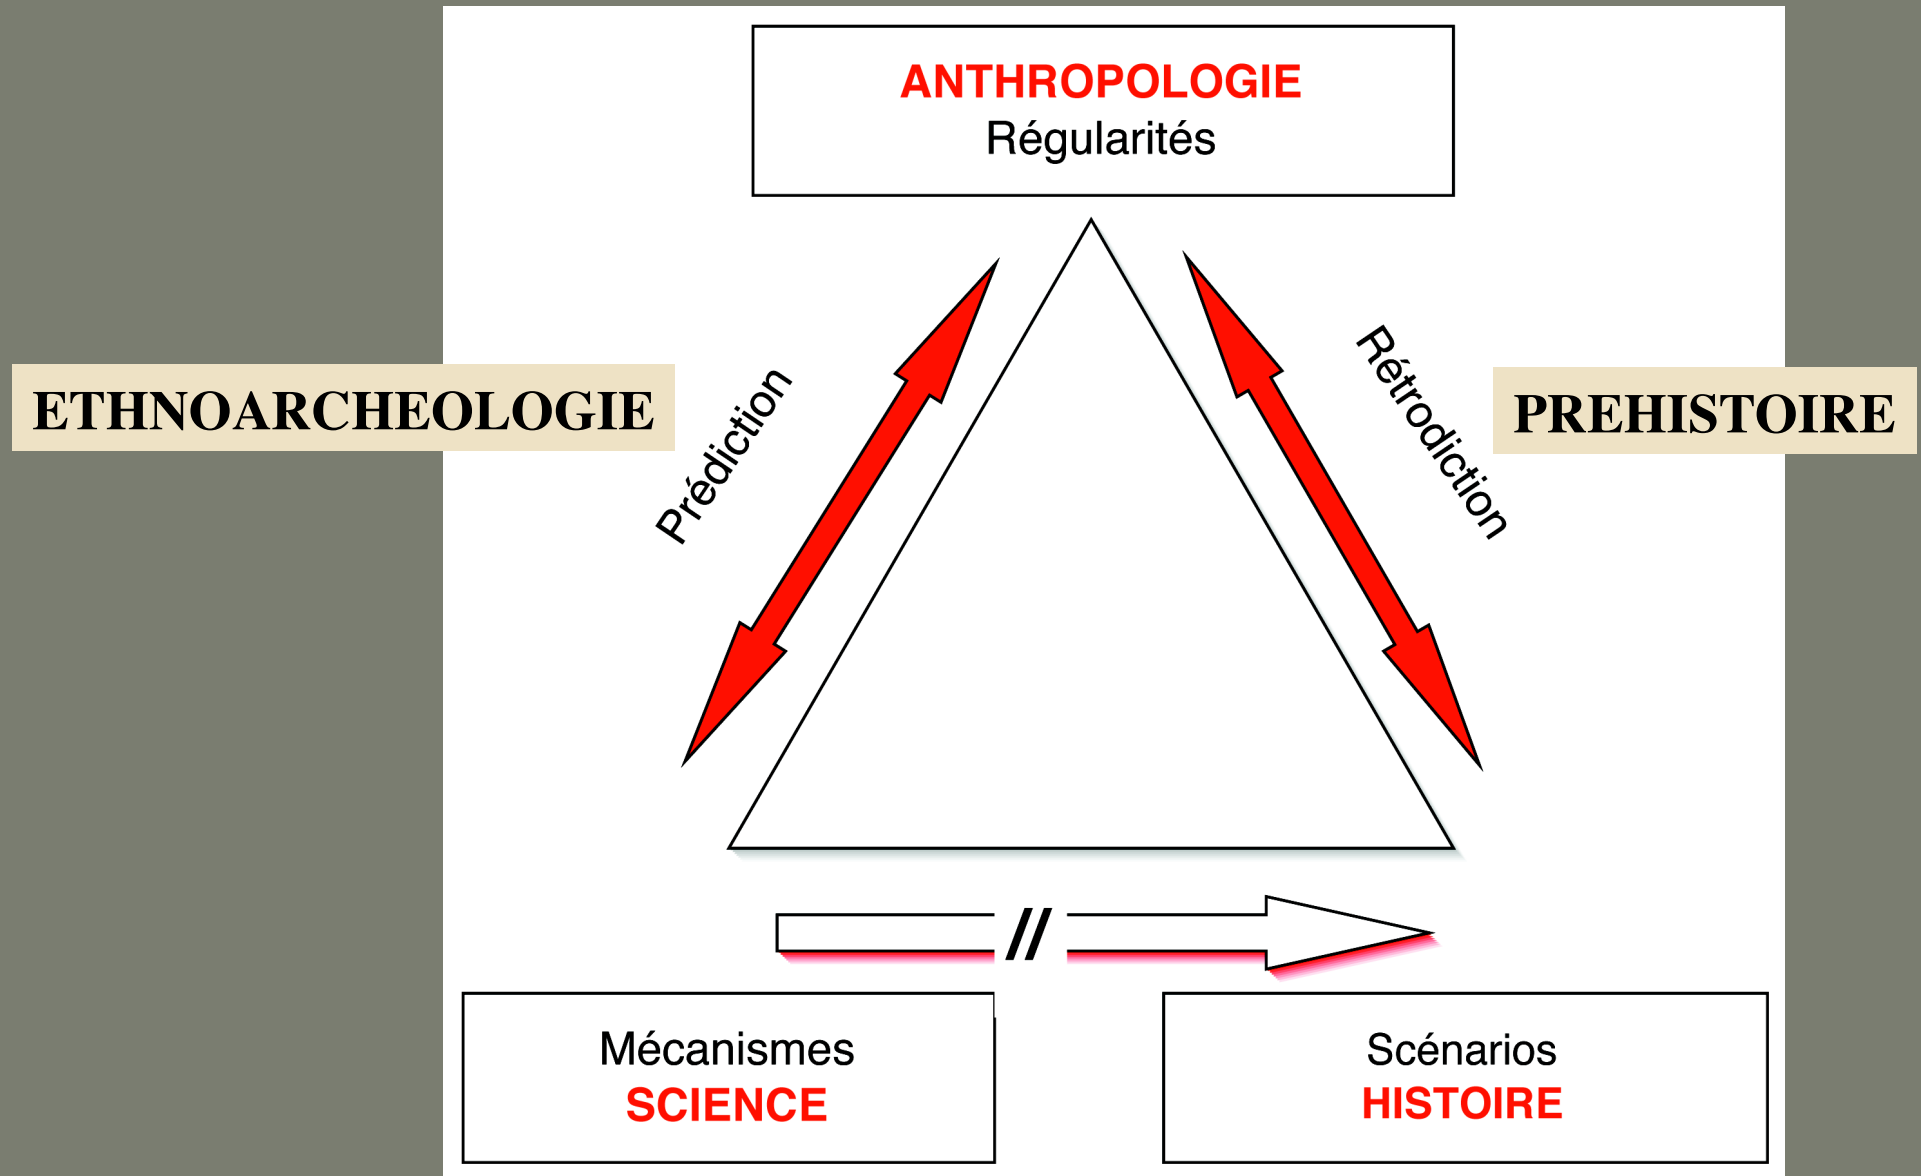 ANTHROPOLOGIE
Régularités
ETHNOARCHEOLOGIE
Prédiction
Rétrodiction
PREHISTOIRE
//
Mécanismes
SCIENCE
Scénarios
HISTOIRE